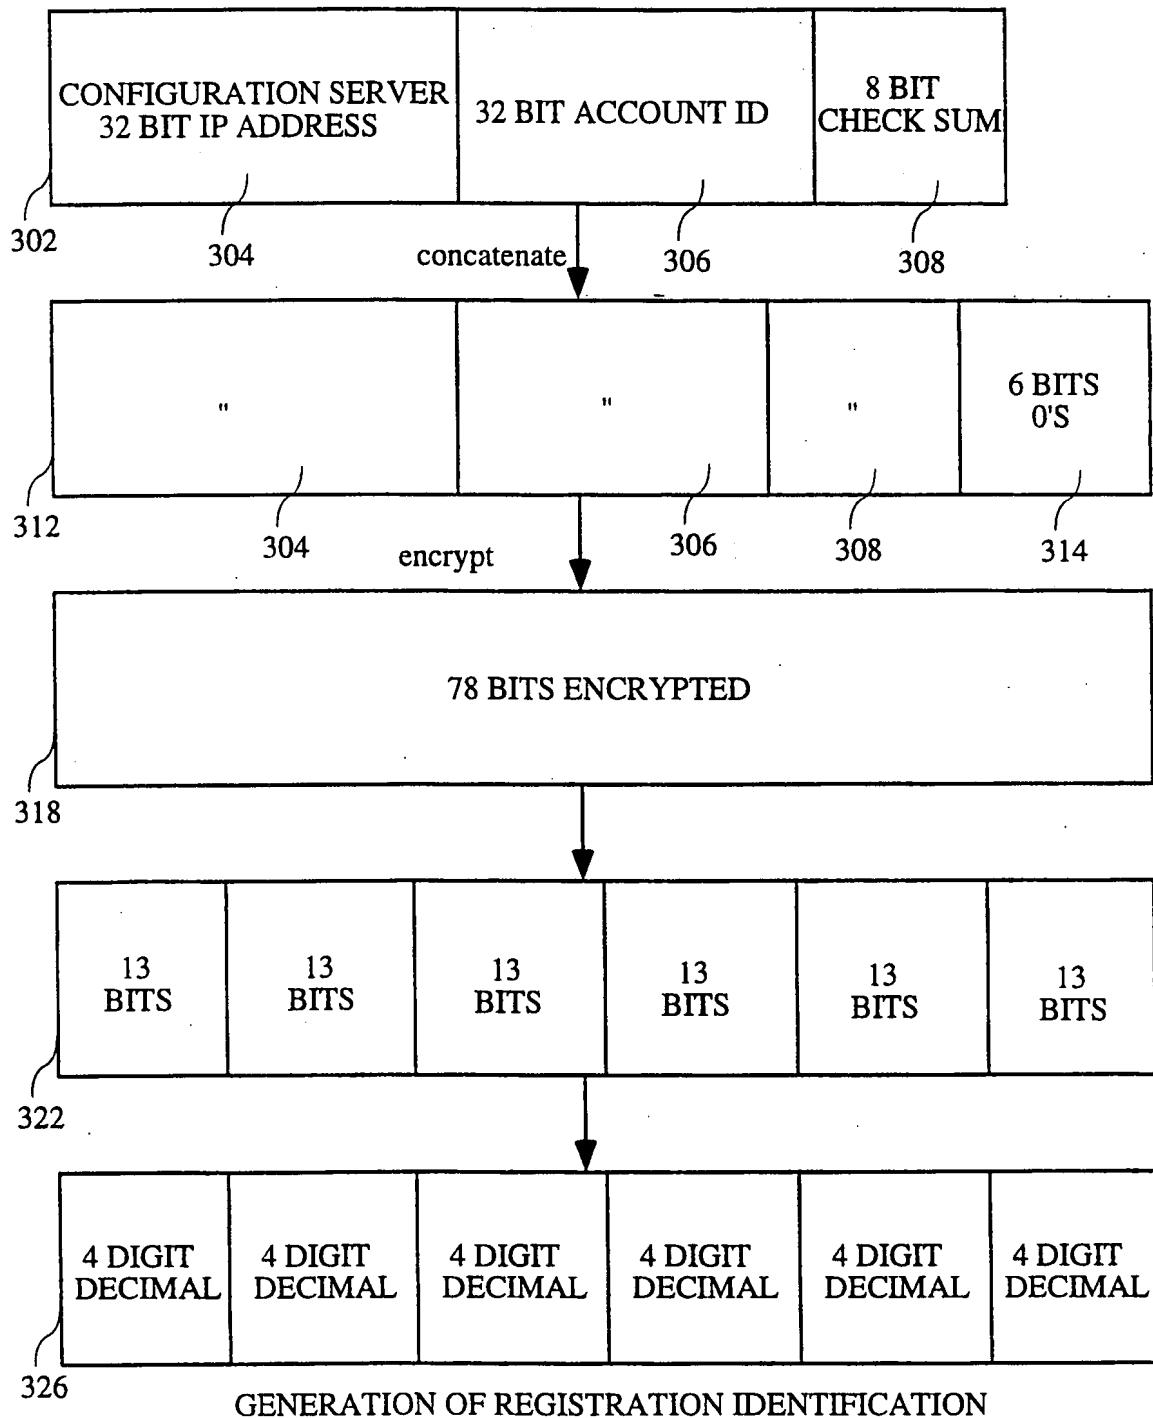 CONFIGURATION SERVER
32 BIT IP ADDRESS
32 BIT ACCOUNT ID
8 BIT
CHECK SUM
302
304
concatenate
306
308
"
"
"
6 BITS
0'S
312
304
encrypt
306
308
314
78 BITS ENCRYPTED
318
13
BITS
13
BITS
13
BITS
13
BITS
13
BITS
13
BITS
322
4 DIGIT
DECIMAL
4 DIGIT
DECIMAL
4 DIGIT
DECIMAL
4 DIGIT
DECIMAL
4 DIGIT
DECIMAL
4 DIGIT
DECIMAL
326
GENERATION OF REGISTRATION IDENTIFICATION